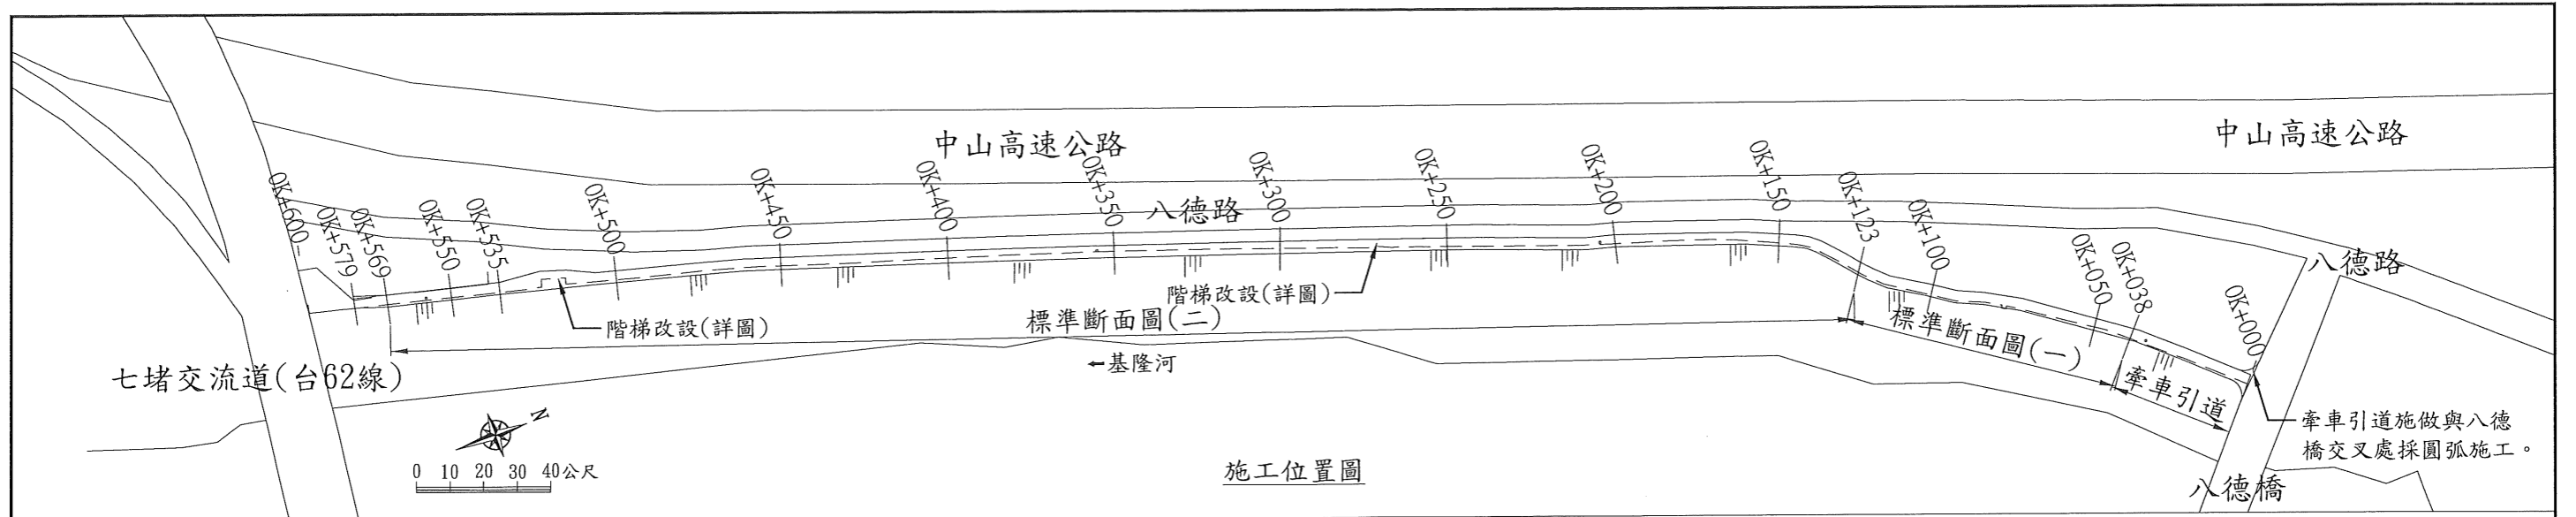 中山高速公路
中山高速公路
0K+600
0K+579
0K+569
0K+550
0K+535
0K+500
0K+450
0K+400
0K+350
0K+300
0K+250
0K+200
0K+150
0K+123
0K+100
0K+050
0K+038
0K+000
八德路
八德路
階梯改設(詳圖)
階梯改設(詳圖)
標準斷面圖(二)
標準斷面圖(一)
牽車引道
←基隆河
七堵交流道(台62線)
N
0 10 20 30 40公尺
施工位置圖
牽車引道施做與八德
橋交叉處採圓弧施工。
八德橋